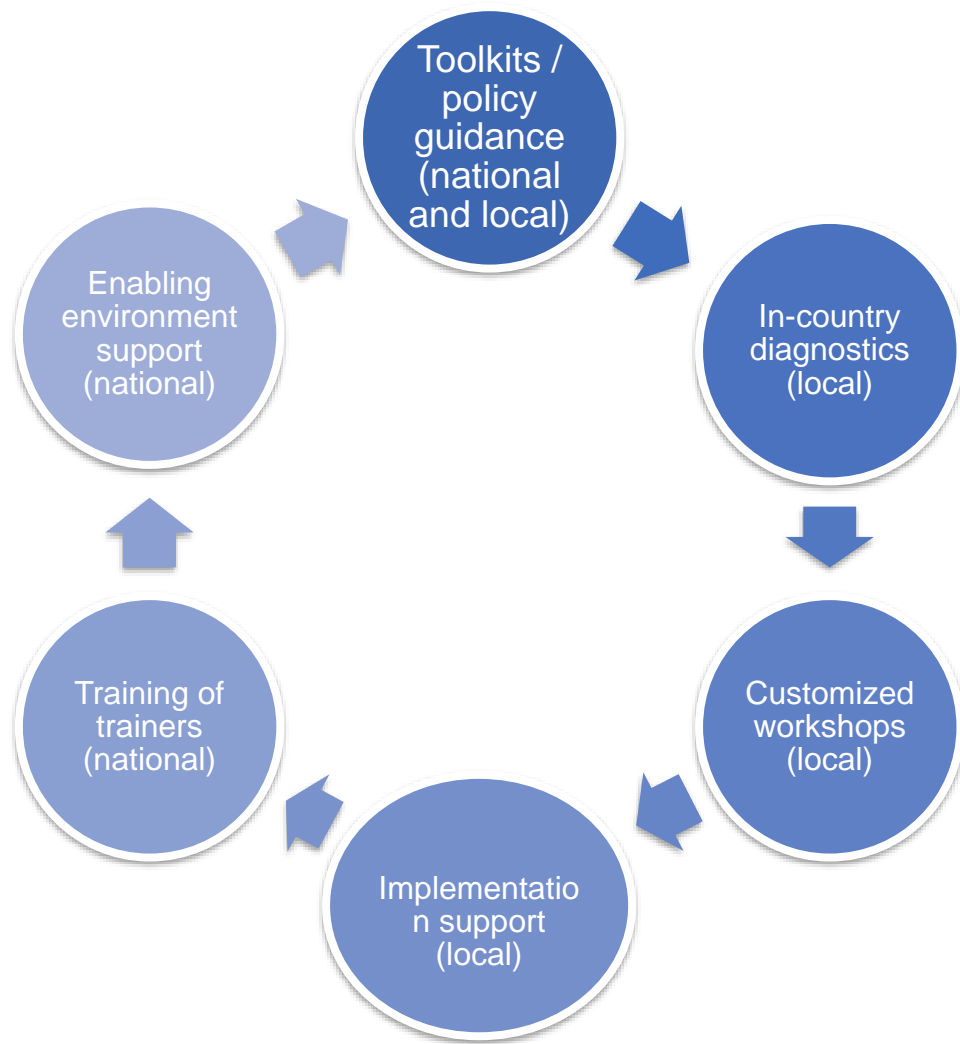 Toolkits /
policy
guidance
(national
and local)
In-country
diagnostics
(local)
Customized
workshops
(local)
Implementatio
n support
(local)
Training of
trainers
(national)
Enabling
environment
support
(national)